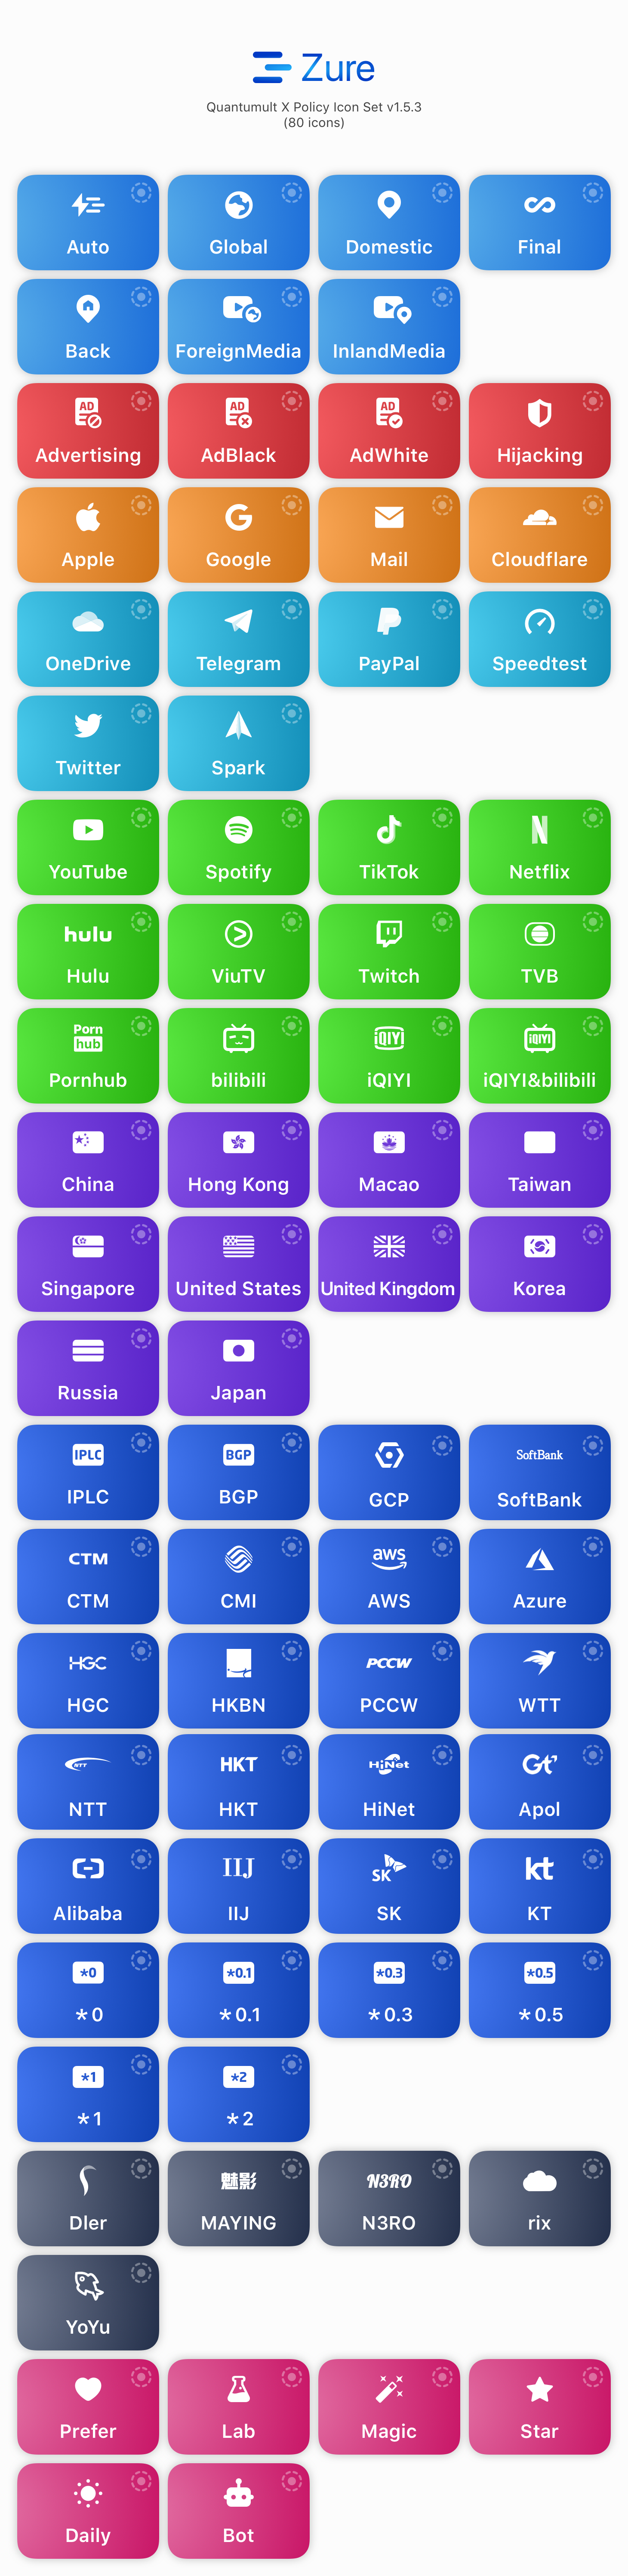 Zure
Quantumult X Policy Icon Set v1.5.3
(80 icons)
Auto
Global
Domestic
Final
Back
ForeignMedia
InlandMedia
AD
Advertising
AD
AdBlack
AD
AdWhite
Hijacking
Apple
Google
Mail
Cloudflare
OneDrive
Telegram
PayPal
Speedtest
Twitter
Spark
YouTube
Spotify
TikTok
Netflix
hulu
Hulu
ViuTV
Twitch
TVB
Porn
hub
Pornhub
bilibili
iQIYI
iQIYI
iQIYI
iQIYI&bilibili
China
Hong Kong
Macao
Taiwan
Singapore
United States
United Kingdom
Korea
Russia
Japan
IPLC
IPLC
BGP
BGP
GCP
SoftBank
SoftBank
CTM
CTM
CMI
aws
AWS
Azure
HGC
HGC
HKBN
PCCW
PCCW
WTT
NTT
NTT
HKT
HKT
HiNet
HiNet
Gt
Apol
Alibaba
IIJ
IIJ
SK
SK
kt
KT
*0
*0
*0.1
*0.1
*0.3
*0.3
*0.5
*0.5
*1
*1
*2
*2
Dler
魅影
MAYING
N3RO
N3RO
rix
YoYu
Prefer
Lab
Magic
Star
Daily
Bot